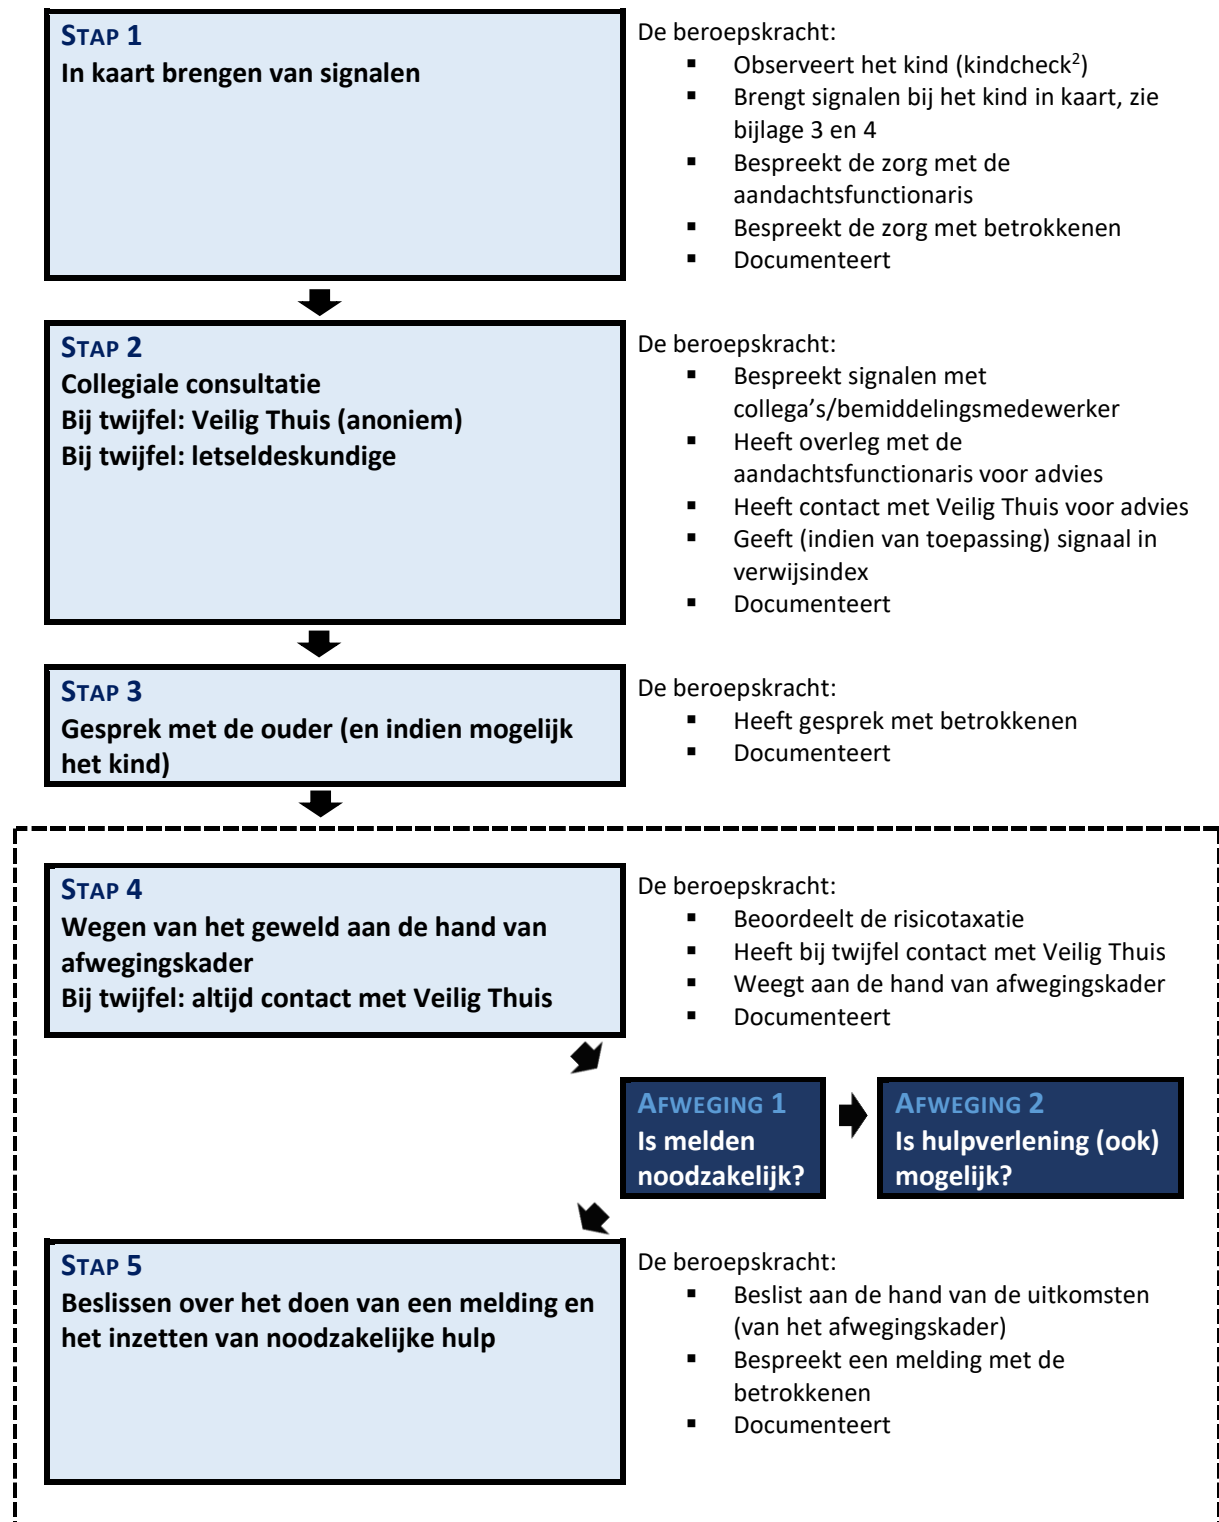 STAP 1
In kaart brengen van signalen
De beroepskracht:
▪ Observeert het kind (kindcheck²)
▪ Brengt signalen bij het kind in kaart, zie
bijlage 3 en 4
▪ Bespreekt de zorg met de
aandachtsfunctionaris
▪ Bespreekt de zorg met betrokkenen
▪ Documenteert
STAP 2
Collegiale consultatie
Bij twijfel: Veilig Thuis (anoniem)
Bij twijfel: letseldeskundige
De beroepskracht:
▪ Bespreekt signalen met
collega’s/bemiddelingsmedewerker
▪ Heeft overleg met de
aandachtsfunctionaris voor advies
▪ Heeft contact met Veilig Thuis voor advies
▪ Geeft (indien van toepassing) signaal in
verwijsindex
▪ Documenteert
STAP 3
Gesprek met de ouder (en indien mogelijk
het kind)
De beroepskracht:
▪ Heeft gesprek met betrokkenen
▪ Documenteert
STAP 4
Wegen van het geweld aan de hand van
afwegingskader
Bij twijfel: altijd contact met Veilig Thuis
De beroepskracht:
▪ Beoordeelt de risicotaxatie
▪ Heeft bij twijfel contact met Veilig Thuis
▪ Weegt aan de hand van afwegingskader
▪ Documenteert
AFWEGING 1
Is melden
noodzakelijk?
AFWEGING 2
Is hulpverlening (ook)
mogelijk?
STAP 5
Beslissen over het doen van een melding en
het inzetten van noodzakelijke hulp
De beroepskracht:
▪ Beslist aan de hand van de uitkomsten
(van het afwegingskader)
▪ Bespreekt een melding met de
betrokkenen
▪ Documenteert